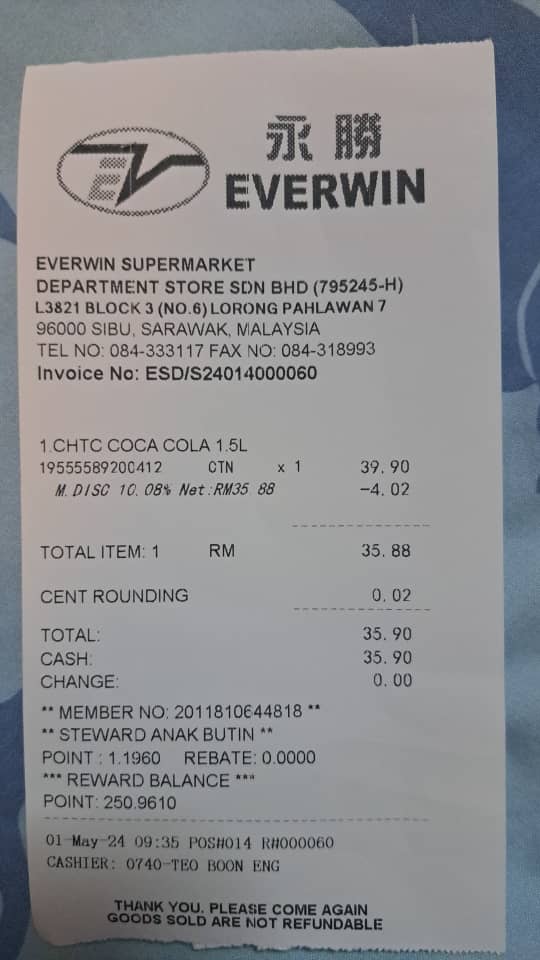 永勝
EV
EVERWIN
EVERWIN SUPERMARKET
DEPARTMENT STORE SDN BHD (795245-H)
L3821 BLOCK 3 (NO.6) LORONG PAHLAWAN 7
96000 SIBU, SARAWAK, MALAYSIA
TEL NO: 084-333117 FAX NO: 084-318993
Invoice No: ESD/S24014000060
1.CHTC COCA COLA 1.5L
19555589200412 CTN x 1 39.90
M.DISC 10.08% Net:RM35.88 -4.02
TOTAL ITEM: 1 RM 35.88
CENT ROUNDING 0.02
TOTAL: 35.90
CASH: 35.90
CHANGE: 0.00
** MEMBER NO: 2011810644818 **
** STEWARD ANAK BUTIN **
POINT : 1.1960 REBATE: 0.0000
*** REWARD BALANCE ***
POINT: 250.9610
01-May-24 09:35 POS#014 R#000060
CASHIER: 0740-TEO BOON ENG
THANK YOU. PLEASE COME AGAIN
GOODS SOLD ARE NOT REFUNDABLE